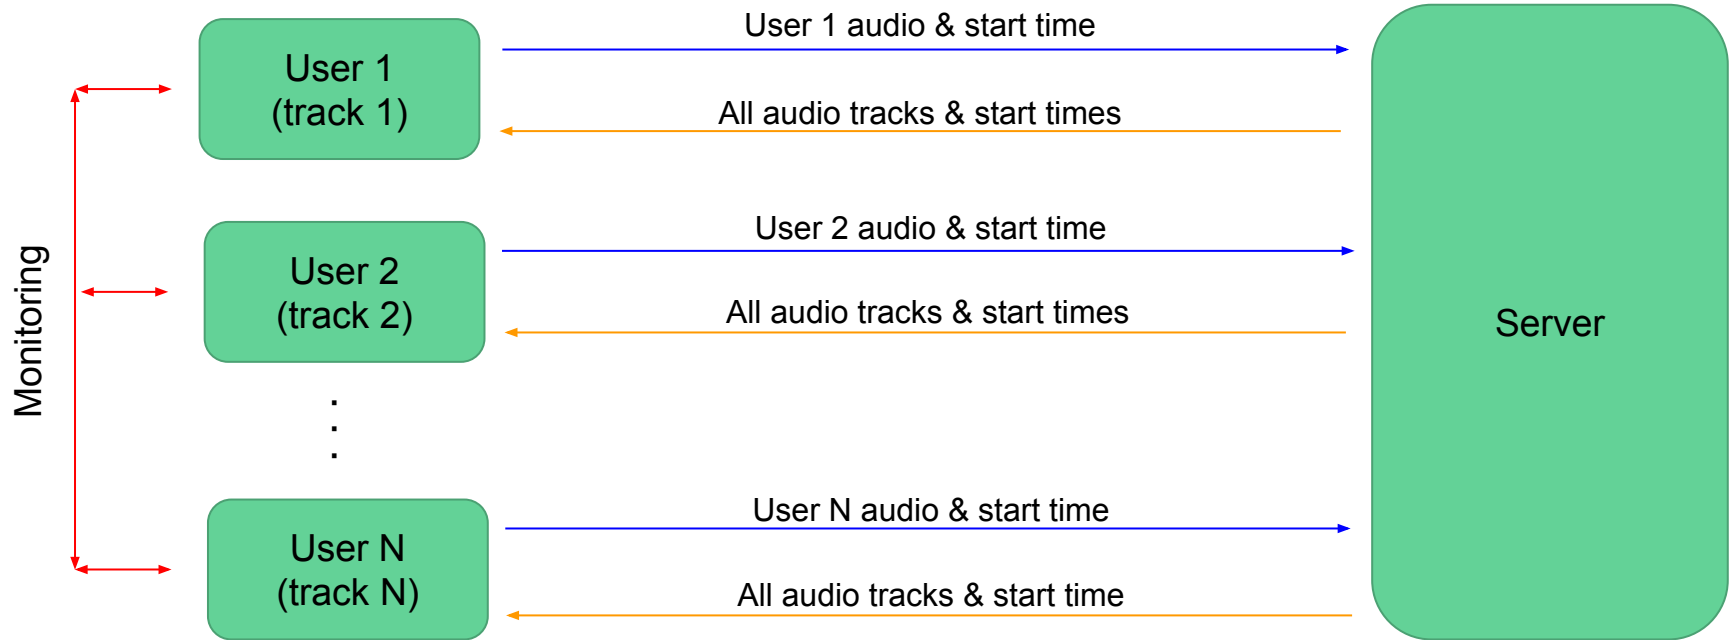 User 1 audio & start time
User 1
(track 1)
All audio tracks & start times
User 2 audio & start time
User 2
(track 2)
All audio tracks & start times
Monitoring
Server
User N audio & start time
User N
(track N)
All audio tracks & start time